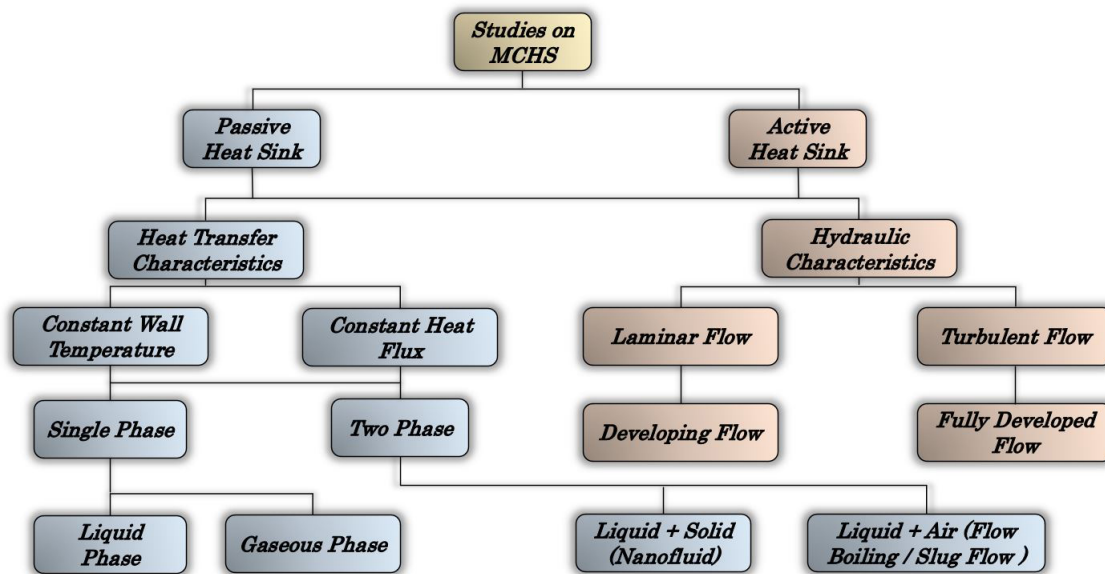 Studies on
MCHS
Passive
Heat Sink
Active
Heat Sink
Heat Transfer
Characteristics
Hydraulic
Characteristics
Constant Wall
Temperature
Constant Heat
Flux
Laminar Flow
Turbulent Flow
Single Phase
Two Phase
Developing Flow
Fully Developed
Flow
Liquid
Phase
Gaseous Phase
Liquid + Solid
(Nanofluid)
Liquid + Air (Flow
Boiling / Slug Flow )